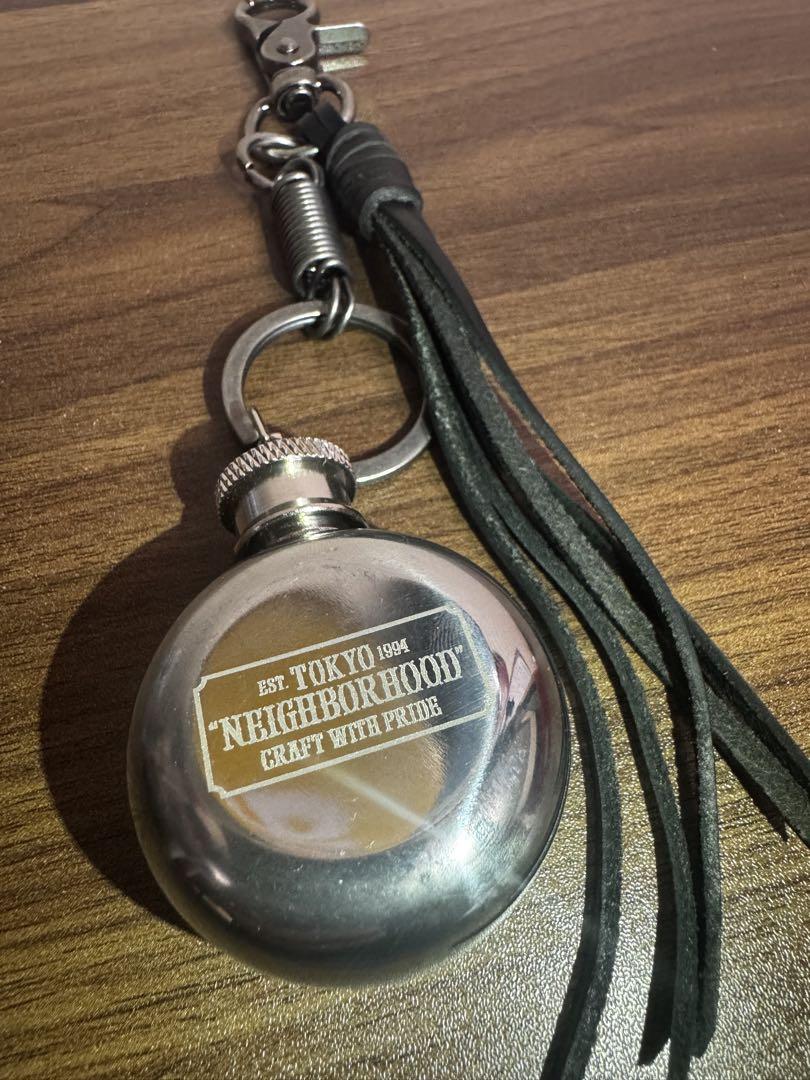 EST. TOKYO 1994
"NEIGHBORHOOD"
CRAFT WITH PRIDE